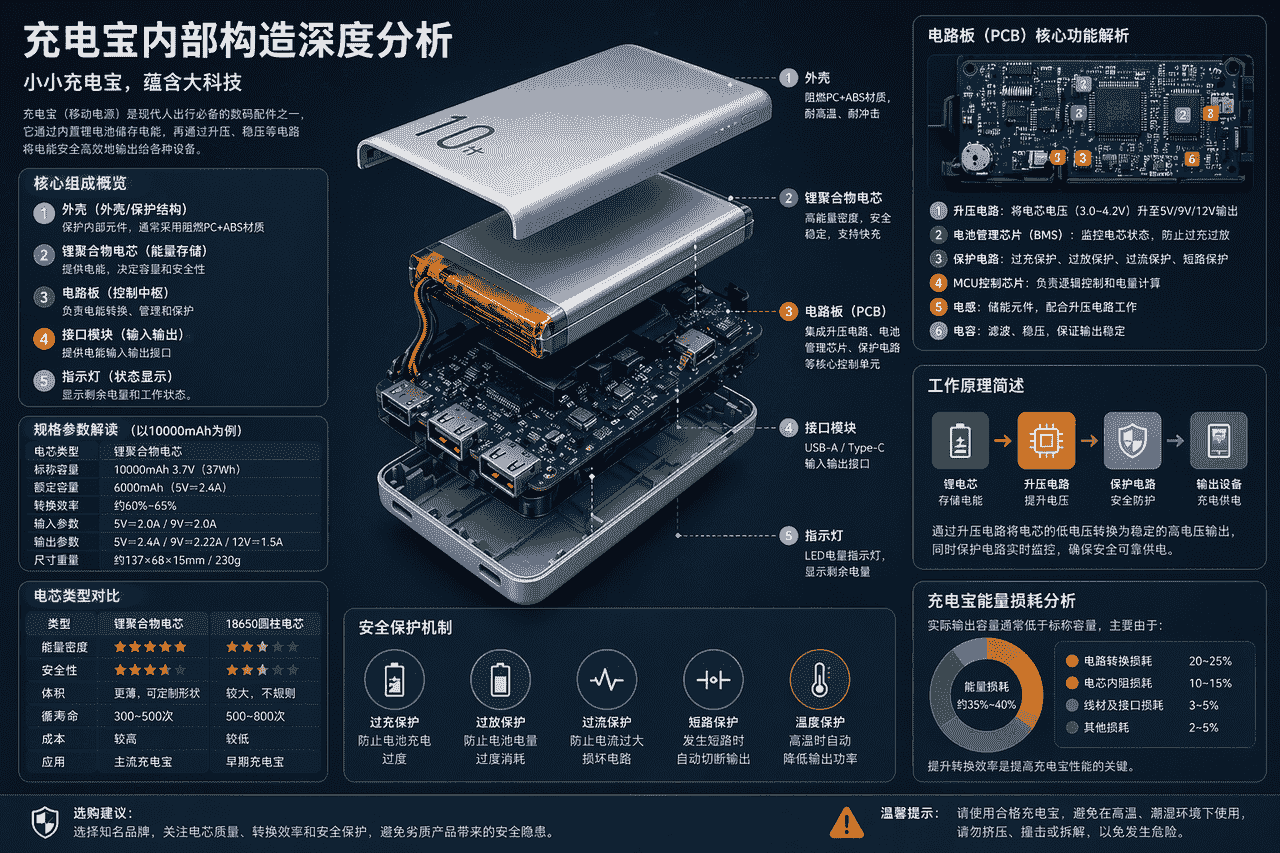 充电宝内部构造深度分析
小小充电宝，蕴含大科技
充电宝（移动电源）是现代人出行必备的数码配件之一，
它通过内置锂电池储存电能，再通过升压、稳压等电路
将电能安全高效地输出给各种设备。
核心组成概览
1 外壳（外壳/保护结构）
保护内部元件，通常采用阻燃PC+ABS材质
2 锂聚合物电芯（能量存储）
提供电能，决定容量和安全性
3 电路板（控制中枢）
负责电能转换、管理和保护
4 接口模块（输入输出）
提供电能输入输出接口
5 指示灯（状态显示）
显示剩余电量和工作状态。
规格参数解读 （以10000mAh为例）
电芯类型 锂聚合物电芯
标称容量 10000mAh 3.7V（37Wh）
额定容量 6000mAh（5V⎓2.4A）
转换效率 约60%~65%
输入参数 5V⎓2.0A / 9V⎓2.0A
输出参数 5V⎓2.4A / 9V⎓2.22A / 12V⎓1.5A
尺寸重量 约137×68×15mm / 230g
电芯类型对比
类型 锂聚合物电芯 18650圆柱电芯
能量密度 ★★★★★ ★★★☆☆
安全性 ★★★★☆ ★★★☆☆
体积 更薄，可定制形状 较大，不规则
循寿命 300~500次 500~800次
成本 较高 较低
应用 主流充电宝 早期充电宝
1 外壳
阻燃PC+ABS材质，
耐高温、耐冲击
2 锂聚合物电芯
高能量密度，安全
稳定，支持快充
3 电路板（PCB）
集成升压电路、电池
管理芯片、保护电路
等核心控制单元
4 接口模块
USB-A / Type-C
输入输出接口
5 指示灯
LED电量指示灯，
显示剩余电量
安全保护机制
过充保护
防止电池充电
过度
过放保护
防止电池电量
过度消耗
过流保护
防止电流过大
损坏电路
短路保护
发生短路时
自动切断输出
温度保护
高温时自动
降低输出功率
电路板（PCB）核心功能解析
2
3
2
3
3
6
1 升压电路：将电芯电压（3.0~4.2V）升至5V/9V/12V输出
2 电池管理芯片（BMS）：监控电芯状态，防止过充过放
3 保护电路：过充保护、过放保护、过流保护、短路保护
4 MCU控制芯片：负责逻辑控制和电量计算
5 电感：储能元件，配合升压电路工作
6 电容：滤波、稳压，保证输出稳定
工作原理简述
锂电芯
存储电能
升压电路
提升电压
保护电路
安全防护
输出设备
充电供电
通过升压电路将电芯的低电压转换为稳定的高电压输出，
同时保护电路实时监控，确保安全可靠供电。
充电宝能量损耗分析
实际输出容量通常低于标称容量，主要由于：
能量损耗
约35%~40%
电路转换损耗 20~25%
电芯内阻损耗 10~15%
线材及接口损耗 3~5%
其他损耗 2~5%
提升转换效率是提高充电宝性能的关键。
选购建议：
选择知名品牌，关注电芯质量、转换效率和安全保护，避免劣质产品带来的安全隐患。
温馨提示： 请使用合格充电宝，避免在高温、潮湿环境下使用，
请勿挤压、撞击或拆解，以免发生危险。